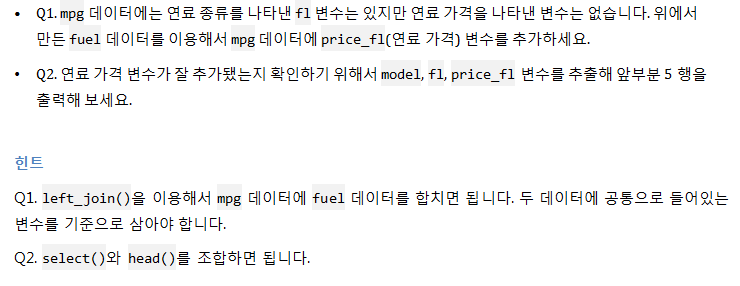 • Q1. mpg 데이터에는 연료 종류를 나타낸 fl 변수는 있지만 연료 가격을 나타낸 변수는 없습니다. 위에서
만든 fuel 데이터를 이용해서 mpg 데이터에 price_fl(연료 가격) 변수를 추가하세요.
• Q2. 연료 가격 변수가 잘 추가됐는지 확인하기 위해서 model, fl, price_fl 변수를 추출해 앞부분 5 행을
출력해 보세요.
힌트
Q1. left_join()을 이용해서 mpg 데이터에 fuel 데이터를 합치면 됩니다. 두 데이터에 공통으로 들어있는
변수를 기준으로 삼아야 합니다.
Q2. select()와 head()를 조합하면 됩니다.